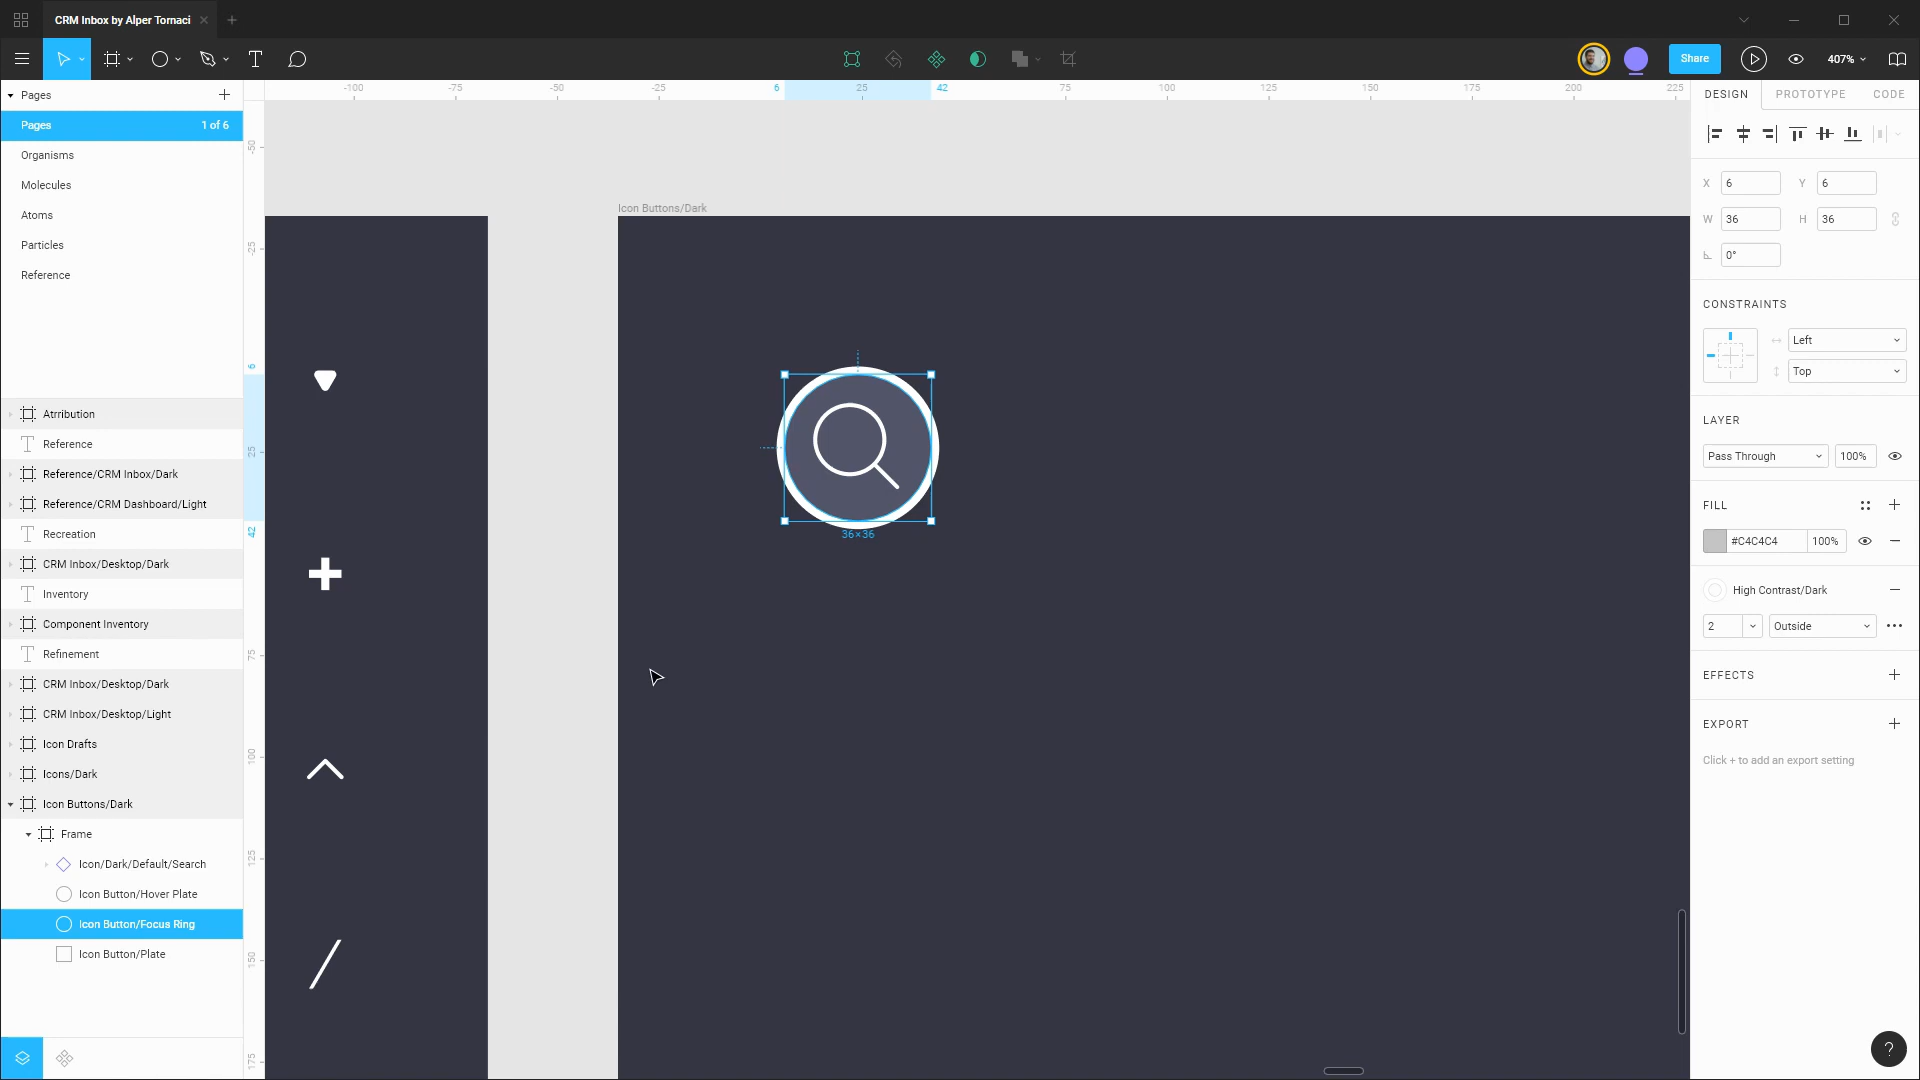 CRM Inbox by Alper Tornaci
Share
407%
Pages
Pages 1 of 6
Organisms
Molecules
Atoms
Particles
Reference
Atrribution
Reference
Reference/CRM Inbox/Dark
Reference/CRM Dashboard/Light
Recreation
CRM Inbox/Desktop/Dark
Inventory
Component Inventory
Refinement
CRM Inbox/Desktop/Dark
CRM Inbox/Desktop/Light
Icon Drafts
Icons/Dark
Icon Buttons/Dark
Frame
Icon/Dark/Default/Search
Icon Button/Hover Plate
Icon Button/Focus Ring
Icon Button/Plate
-100 -75 -50 -25 6 25 42 75 100 125 150 175 200 225
-50
-25
6
25
42
75
100
125
150
175
Icon Buttons/Dark
36×36
DESIGN PROTOTYPE CODE
X 6 Y 6
W 36 H 36
0°
CONSTRAINTS
Left
Top
LAYER
Pass Through 100%
FILL
#C4C4C4 100%
High Contrast/Dark
2 Outside
EFFECTS
EXPORT
Click + to add an export setting
?